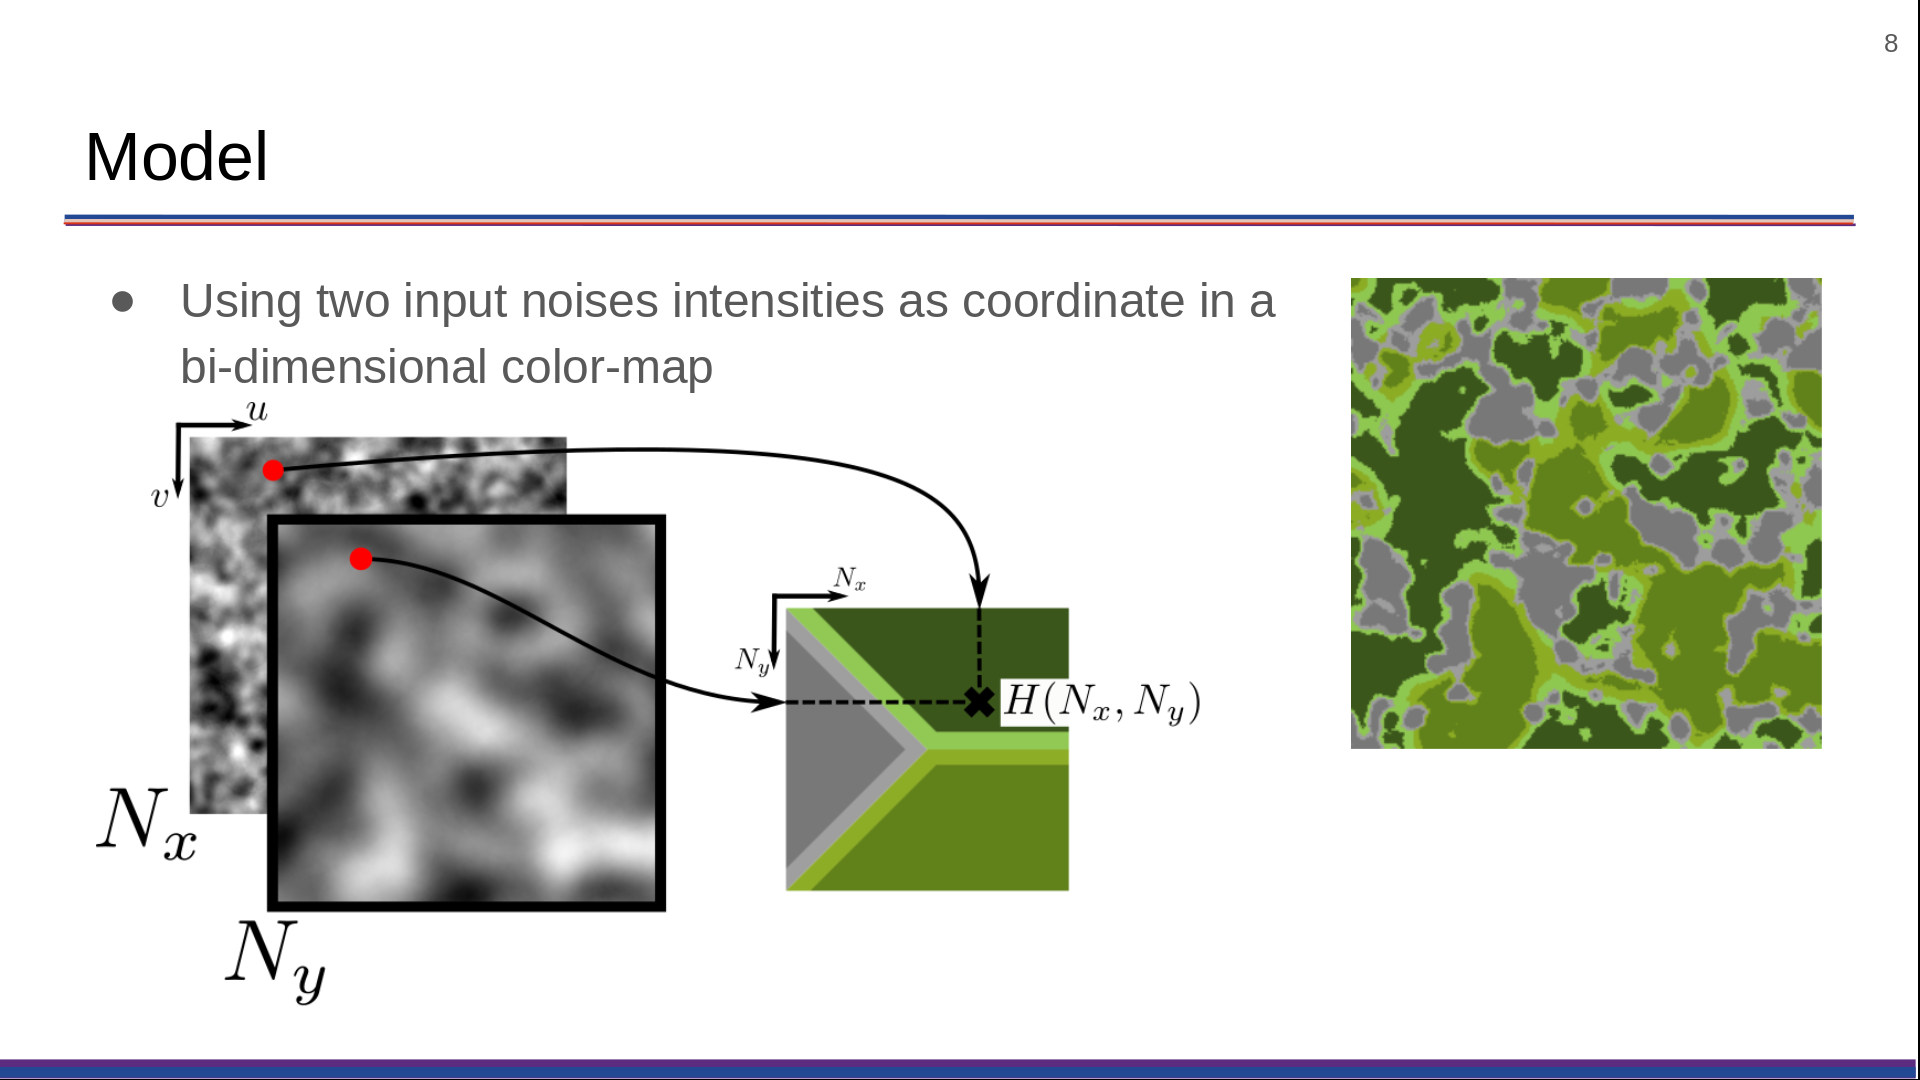 8
Model
● Using two input noises intensities as coordinate in a
bi-dimensional color-map
u
v
N_x
N_y
N_x
N_y
H(N_x, N_y)